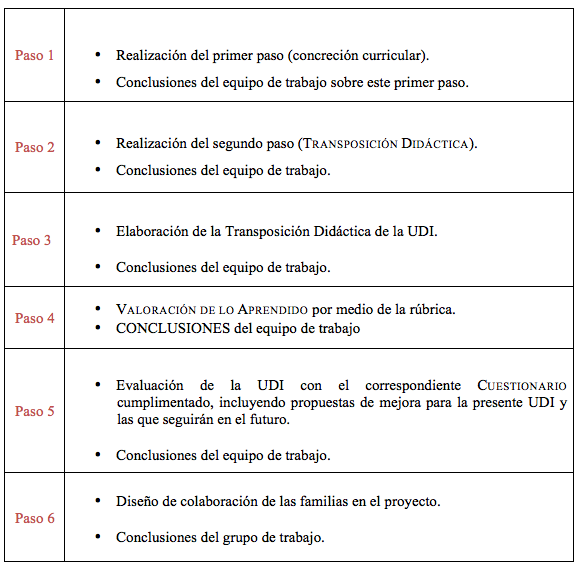 Paso 1
• Realización del primer paso (concreción curricular).
• Conclusiones del equipo de trabajo sobre este primer paso.
Paso 2
• Realización del segundo paso (TRANSPOSICIÓN DIDÁCTICA).
• Conclusiones del equipo de trabajo.
Paso 3
• Elaboración de la Transposición Didáctica de la UDI.
• Conclusiones del equipo de trabajo.
Paso 4
• VALORACIÓN DE LO APRENDIDO por medio de la rúbrica.
• CONCLUSIONES del equipo de trabajo
Paso 5
• Evaluación de la UDI con el correspondiente CUESTIONARIO
cumplimentado, incluyendo propuestas de mejora para la presente UDI y
las que seguirán en el futuro.
• Conclusiones del equipo de trabajo.
Paso 6
• Diseño de colaboración de las familias en el proyecto.
• Conclusiones del grupo de trabajo.